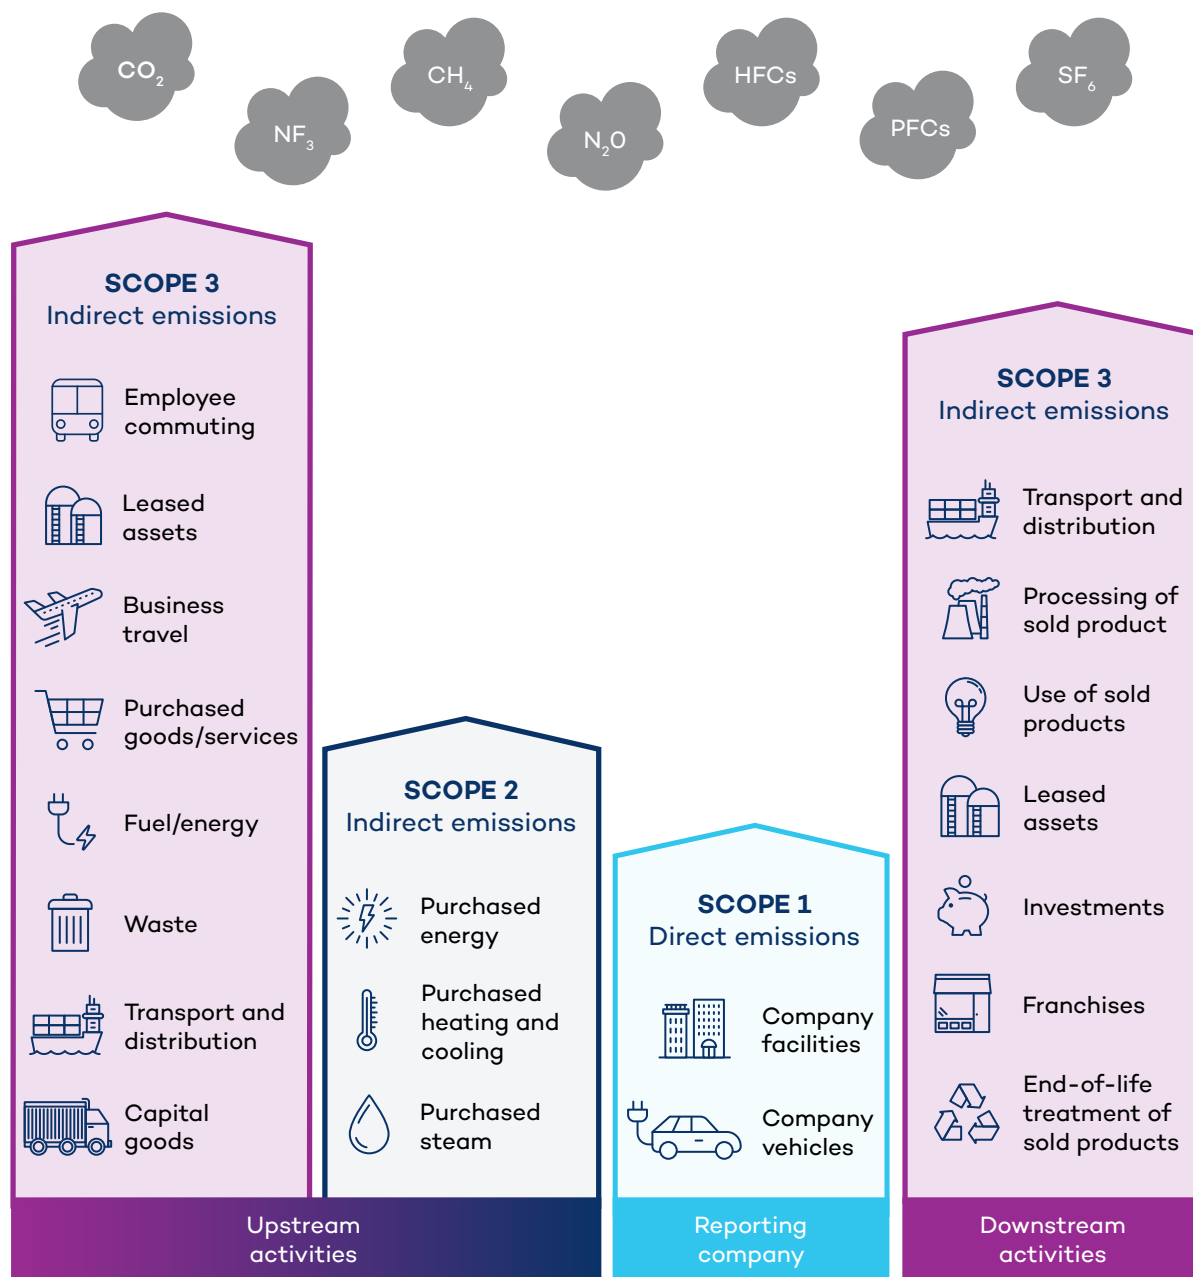 CO₂
NF₃
CH₄
N₂O
HFCs
PFCs
SF₆
SCOPE 3
Indirect emissions
Employee
commuting
Leased
assets
Business
travel
Purchased
goods/services
Fuel/energy
Waste
Transport and
distribution
Capital
goods
SCOPE 2
Indirect emissions
Purchased
energy
Purchased
heating and
cooling
Purchased
steam
Upstream
activities
SCOPE 1
Direct emissions
Company
facilities
Company
vehicles
Reporting
company
SCOPE 3
Indirect emissions
Transport and
distribution
Processing of
sold product
Use of sold
products
Leased
assets
Investments
Franchises
End-of-life
treatment of
sold products
Downstream
activities